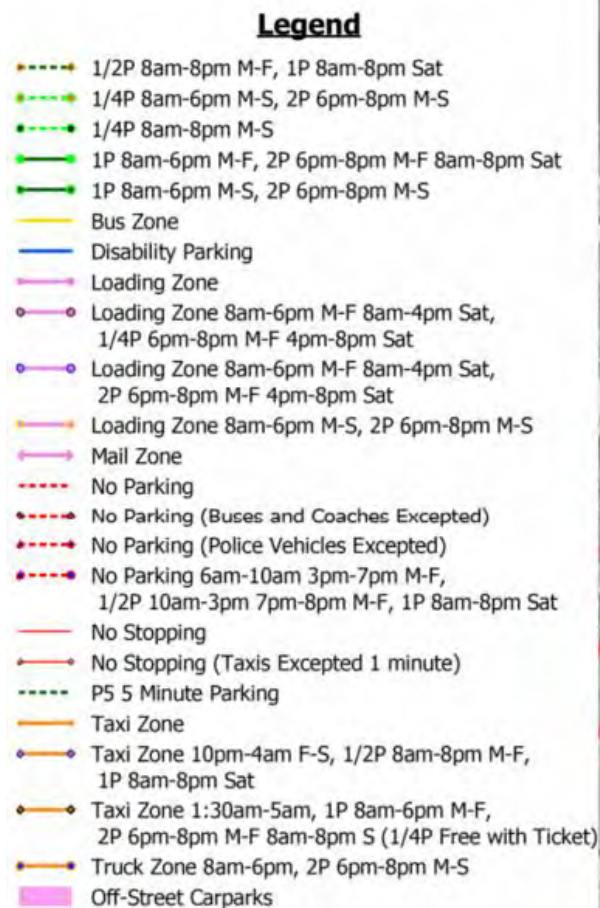 Legend
1/2P 8am-8pm M-F, 1P 8am-8pm Sat
1/4P 8am-6pm M-S, 2P 6pm-8pm M-S
1/4P 8am-8pm M-S
1P 8am-6pm M-F, 2P 6pm-8pm M-F 8am-8pm Sat
1P 8am-6pm M-S, 2P 6pm-8pm M-S
Bus Zone
Disability Parking
Loading Zone
Loading Zone 8am-6pm M-F 8am-4pm Sat,
1/4P 6pm-8pm M-F 4pm-8pm Sat
Loading Zone 8am-6pm M-F 8am-4pm Sat,
2P 6pm-8pm M-F 4pm-8pm Sat
Loading Zone 8am-6pm M-S, 2P 6pm-8pm M-S
Mail Zone
No Parking
No Parking (Buses and Coaches Excepted)
No Parking (Police Vehicles Excepted)
No Parking 6am-10am 3pm-7pm M-F,
1/2P 10am-3pm 7pm-8pm M-F, 1P 8am-8pm Sat
No Stopping
No Stopping (Taxis Excepted 1 minute)
P5 5 Minute Parking
Taxi Zone
Taxi Zone 10pm-4am F-S, 1/2P 8am-8pm M-F,
1P 8am-8pm Sat
Taxi Zone 1:30am-5am, 1P 8am-6pm M-F,
2P 6pm-8pm M-F 8am-8pm S (1/4P Free with Ticket)
Truck Zone 8am-6pm, 2P 6pm-8pm M-S
Off-Street Carparks